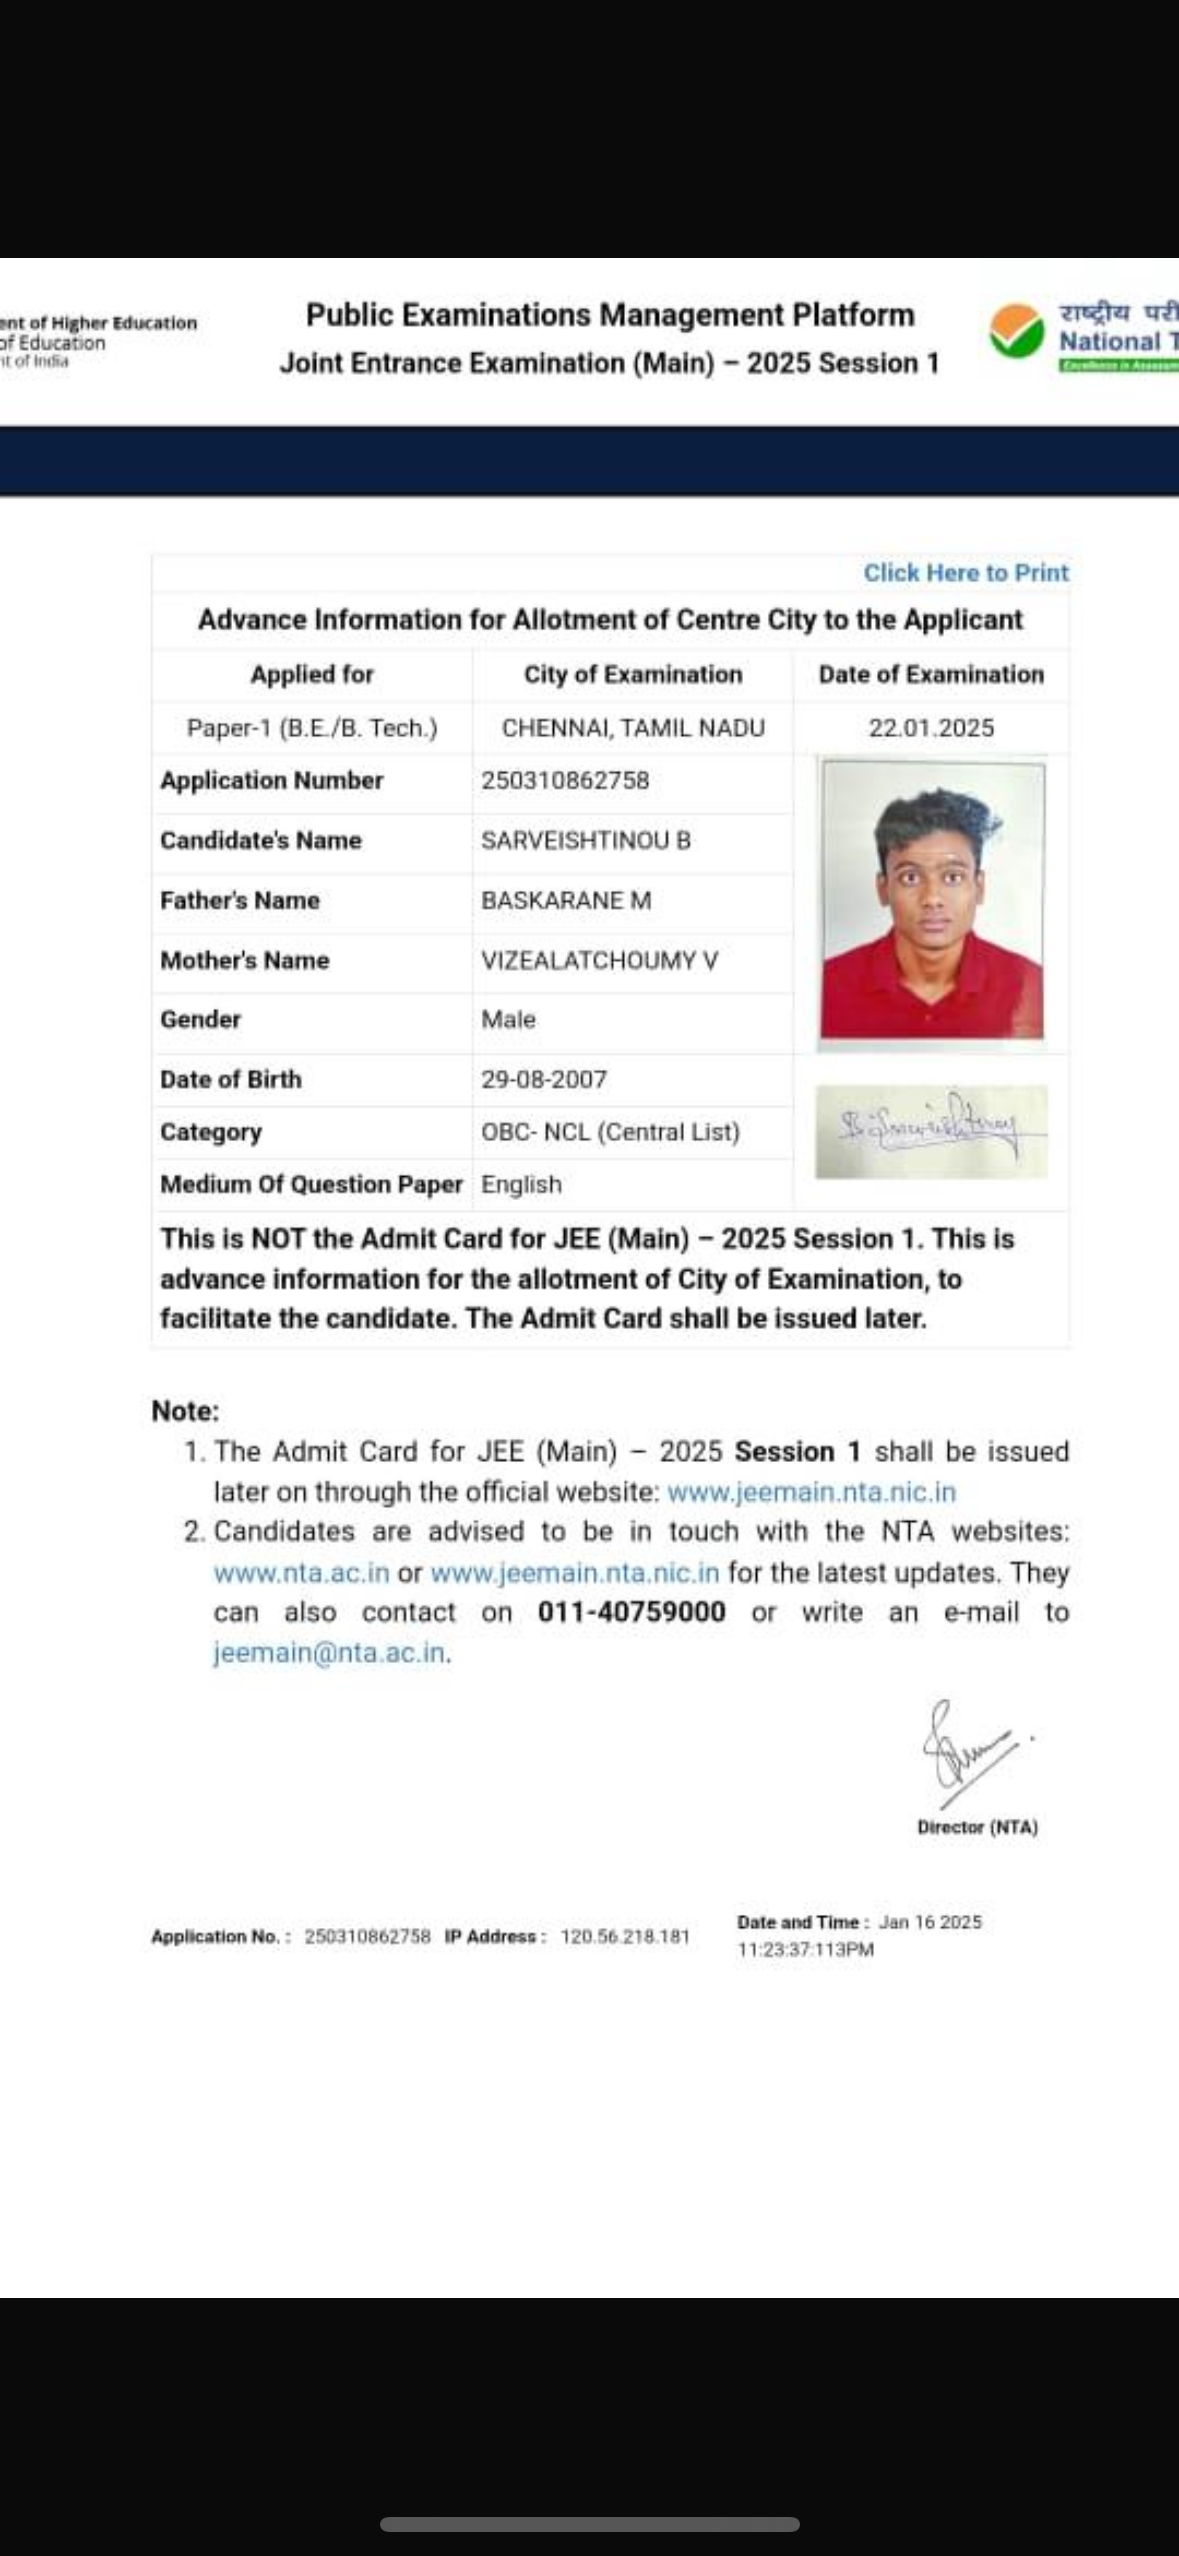 ent of Higher Education
of Education
nt of India
Public Examinations Management Platform
Joint Entrance Examination (Main) – 2025 Session 1
राष्ट्रीय परी
National T
Excellence in Assessm
Click Here to Print
Advance Information for Allotment of Centre City to the Applicant
Applied for City of Examination Date of Examination
Paper-1 (B.E./B. Tech.) CHENNAI, TAMIL NADU 22.01.2025
Application Number 250310862758
Candidate's Name SARVEISHTINOU B
Father's Name BASKARANE M
Mother's Name VIZEALATCHOUMY V
Gender Male
Date of Birth 29-08-2007
Category OBC- NCL (Central List)
Medium Of Question Paper English
This is NOT the Admit Card for JEE (Main) – 2025 Session 1. This is
advance information for the allotment of City of Examination, to
facilitate the candidate. The Admit Card shall be issued later.
Note:
1. The Admit Card for JEE (Main) – 2025 Session 1 shall be issued
later on through the official website: www.jeemain.nta.nic.in
2. Candidates are advised to be in touch with the NTA websites:
www.nta.ac.in or www.jeemain.nta.nic.in for the latest updates. They
can also contact on 011-40759000 or write an e-mail to
jeemain@nta.ac.in.
Director (NTA)
Application No. : 250310862758 IP Address : 120.56.218.181
Date and Time : Jan 16 2025
11:23:37:113PM